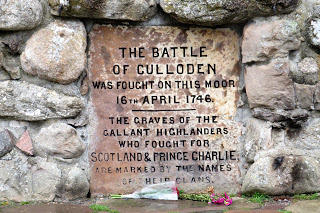 THE BATTLE
OF CULLODEN
WAS FOUGHT ON THIS MOOR
16TH APRIL 1746.
THE GRAVES OF THE
GALLANT HIGHLANDERS
WHO FOUGHT FOR
SCOTLAND & PRINCE CHARLIE.
ARE MARKED BY THE NAMES
OF THEIR CLANS.